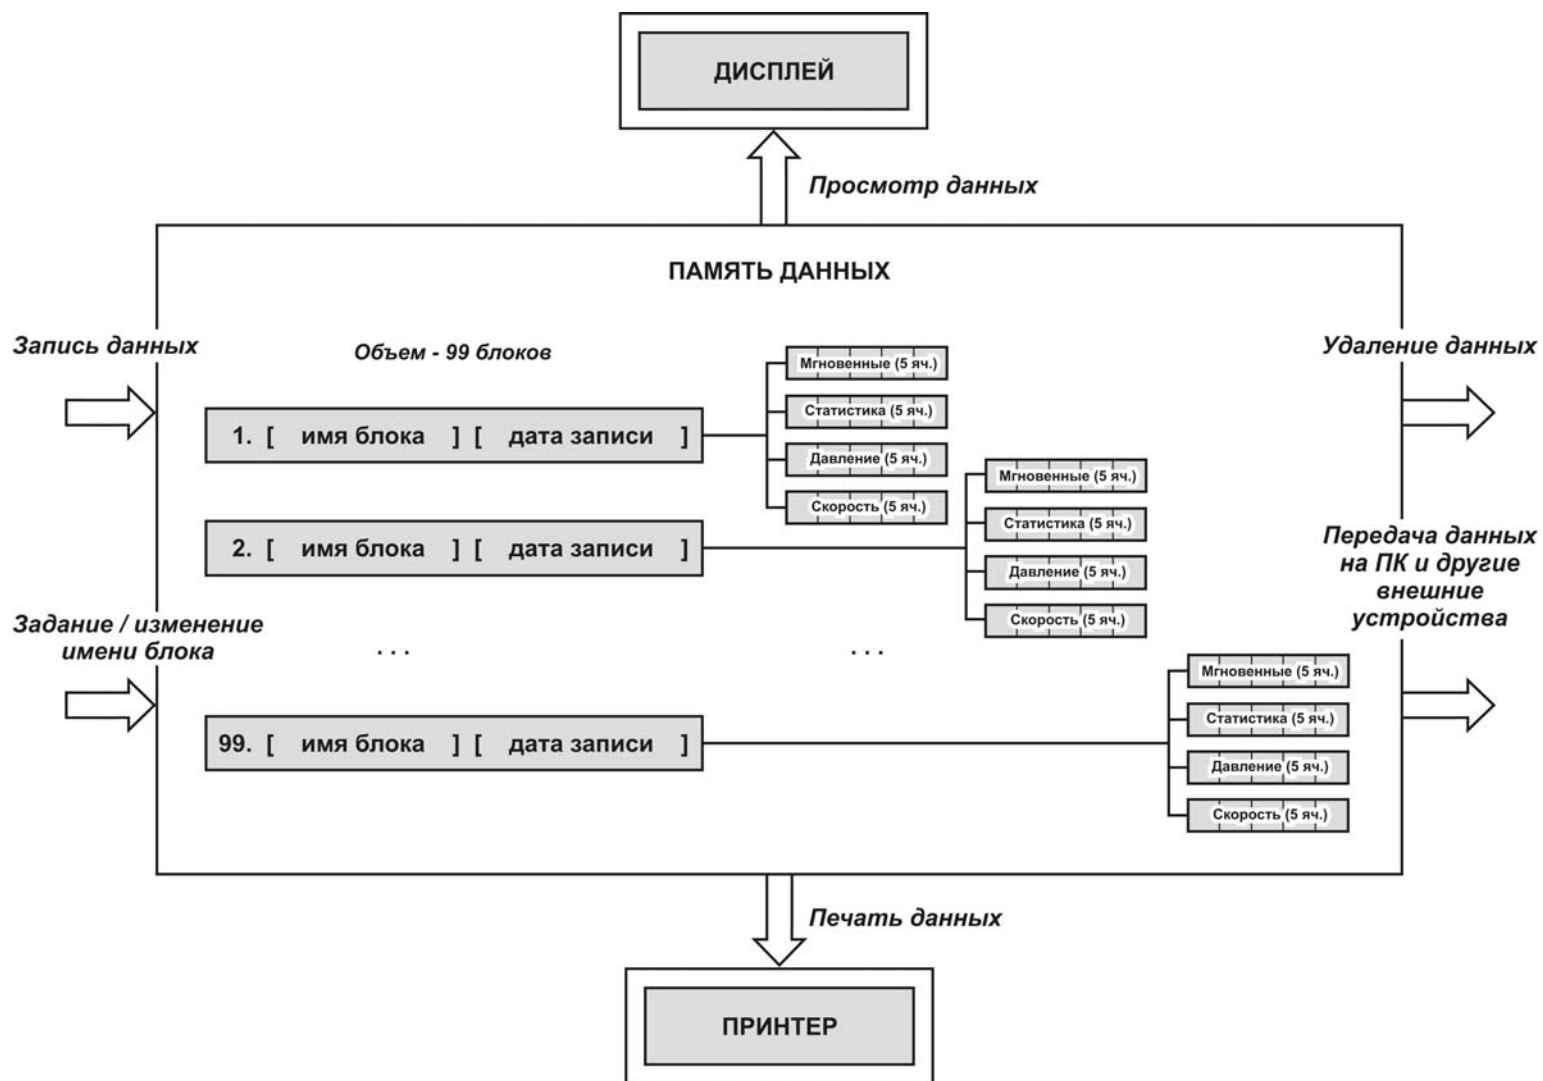 ДИСПЛЕЙ
Просмотр данных
ПАМЯТЬ ДАННЫХ
Запись данных
Объем - 99 блоков
Удаление данных
1. [ имя блока ] [ дата записи ]
Мгновенные (5 яч.)
Статистика (5 яч.)
Давление (5 яч.)
Скорость (5 яч.)
2. [ имя блока ] [ дата записи ]
Мгновенные (5 яч.)
Статистика (5 яч.)
Давление (5 яч.)
Скорость (5 яч.)
Передача данных
на ПК и другие
внешние
устройства
Задание / изменение
имени блока
. . .
. . .
99. [ имя блока ] [ дата записи ]
Мгновенные (5 яч.)
Статистика (5 яч.)
Давление (5 яч.)
Скорость (5 яч.)
Печать данных
ПРИНТЕР